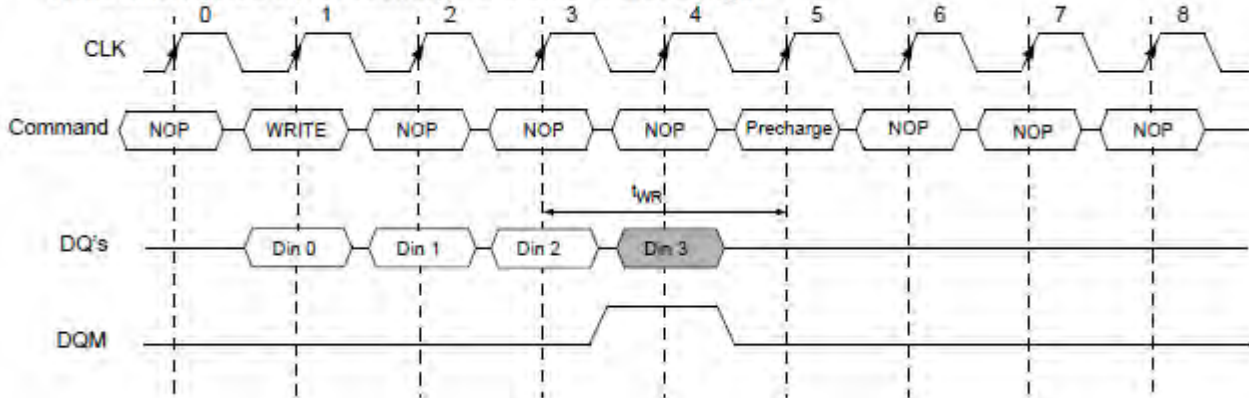 0 1 2 3 4 5 6 7 8
CLK
Command NOP WRITE NOP NOP NOP Precharge NOP NOP NOP
tWR
DQ's Din 0 Din 1 Din 2 Din 3
DQM